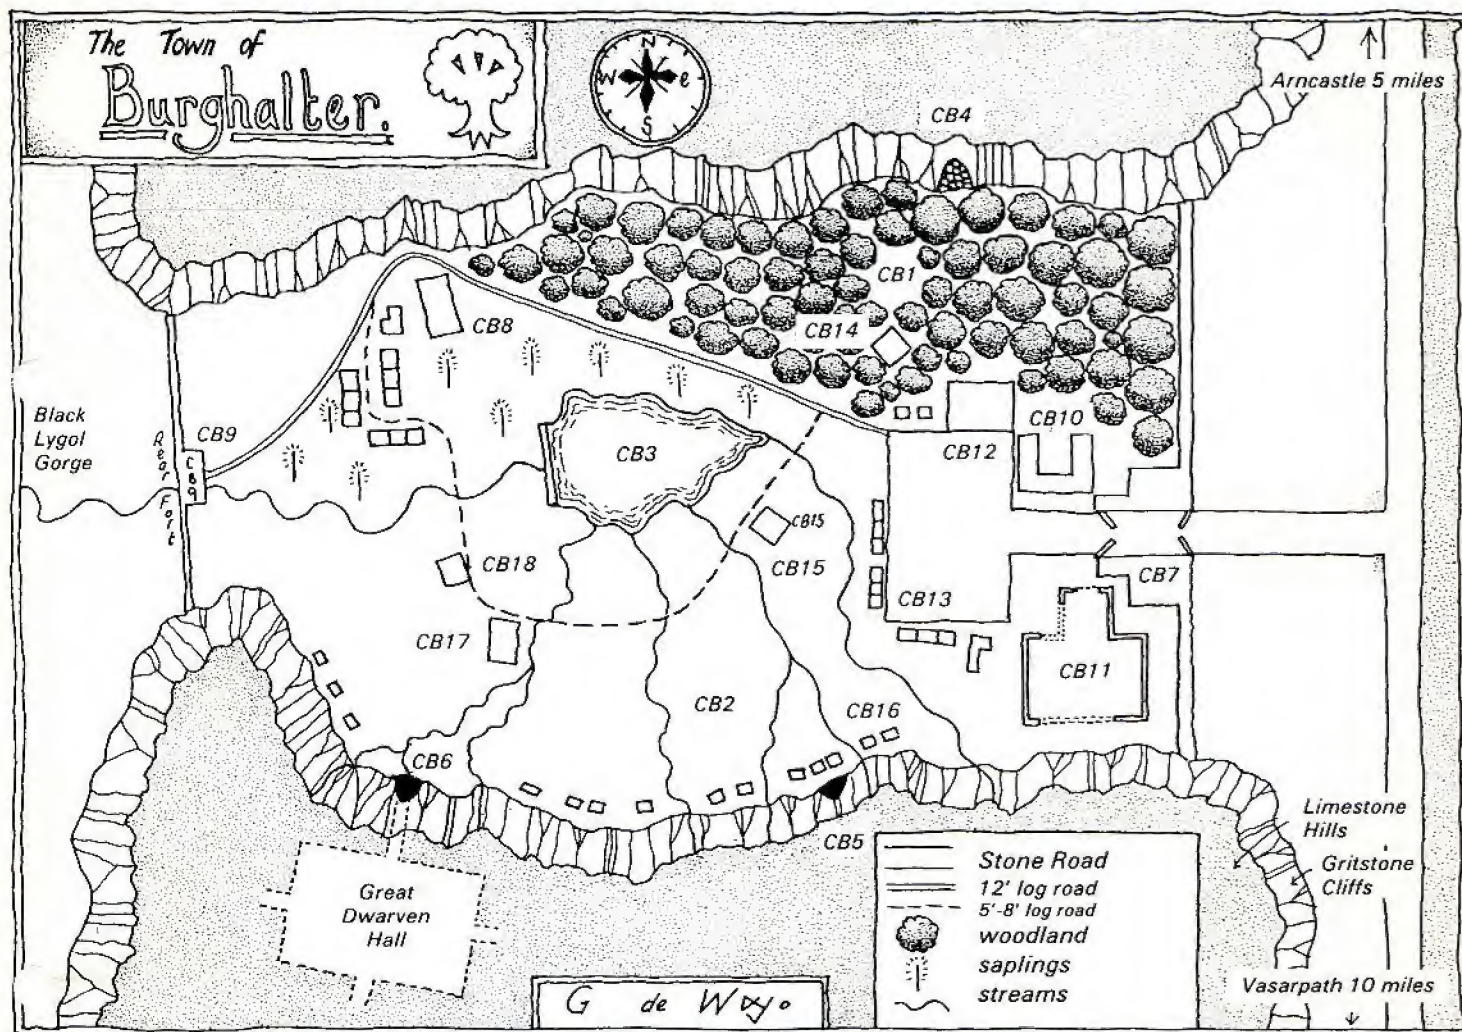 The Town of
Burghalter.
N
W e
S
Arncastle 5 miles
CB4
CB1
CB14
CB8
Black
Lygol
Gorge
CB9
CB9
Rear Fort
CB3
CB12
CB10
CB15
CB15
CB18
CB7
CB13
CB17
CB11
CB2
CB16
CB6
CB5
Great
Dwarven
Hall
Limestone
Hills
Gritstone
Cliffs
Stone Road
12' log road
5'-8' log road
woodland
saplings
streams
Vasarpath 10 miles
G de W